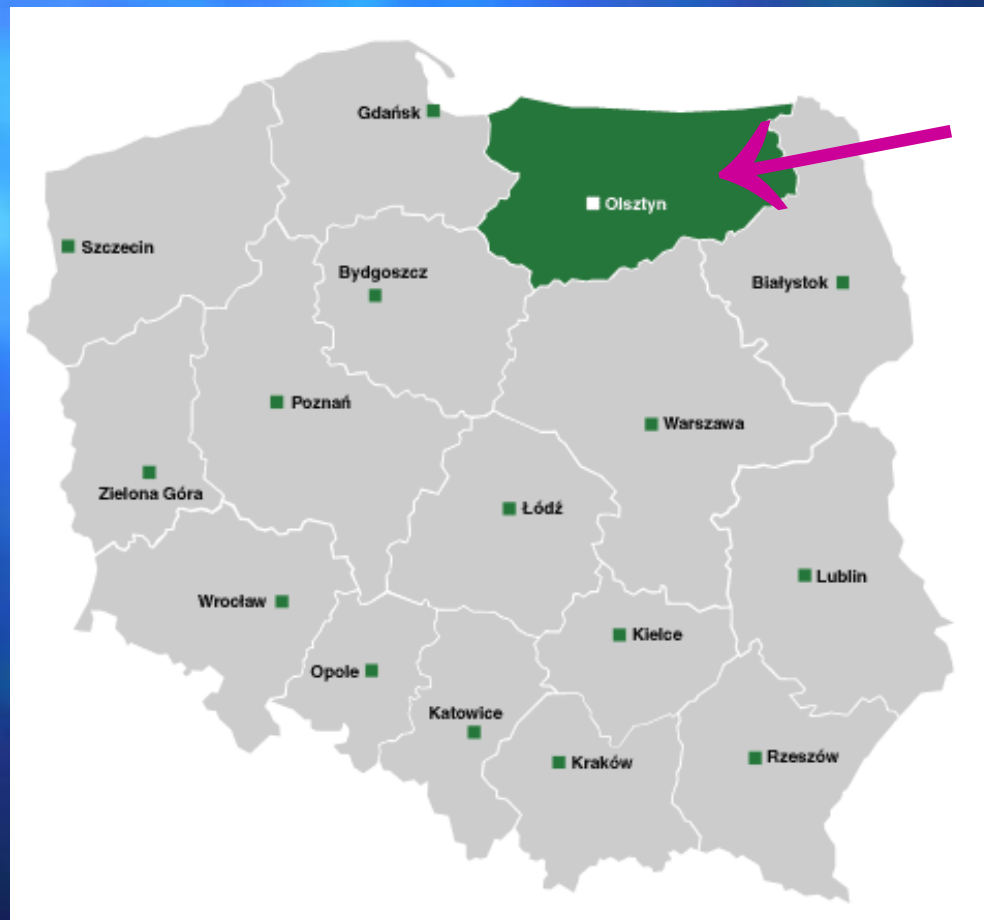 Gdańsk
Olsztyn
Szczecin
Bydgoszcz
Białystok
Poznań
Warszawa
Zielona Góra
Łódź
Lublin
Wrocław
Kielce
Opole
Katowice
Kraków
Rzeszów